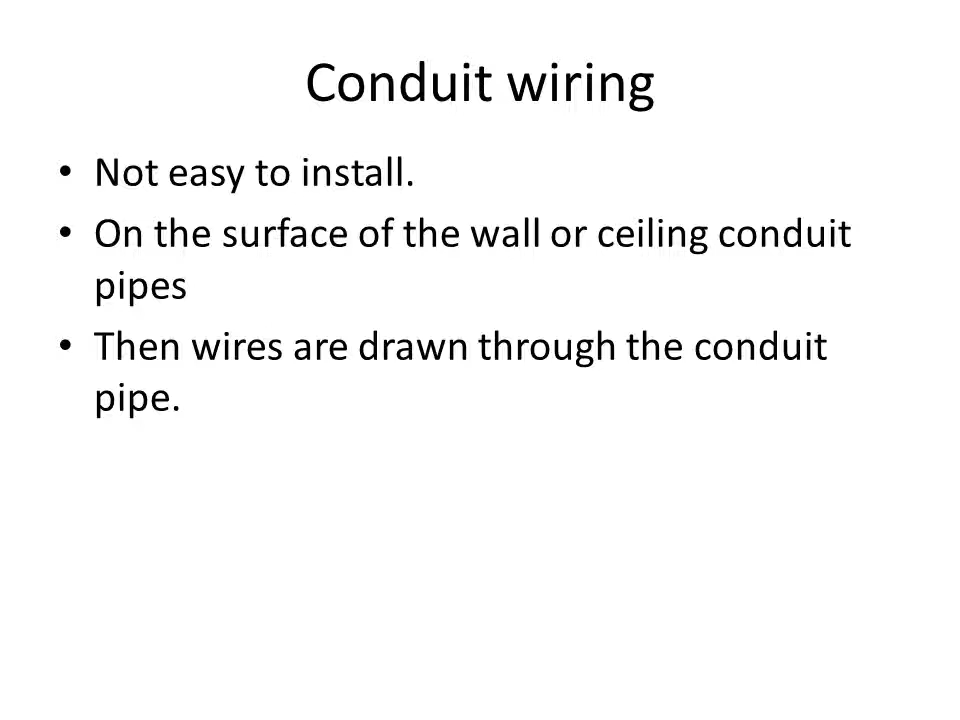 Conduit wiring
• Not easy to install.
• On the surface of the wall or ceiling conduit
pipes
• Then wires are drawn through the conduit
pipe.